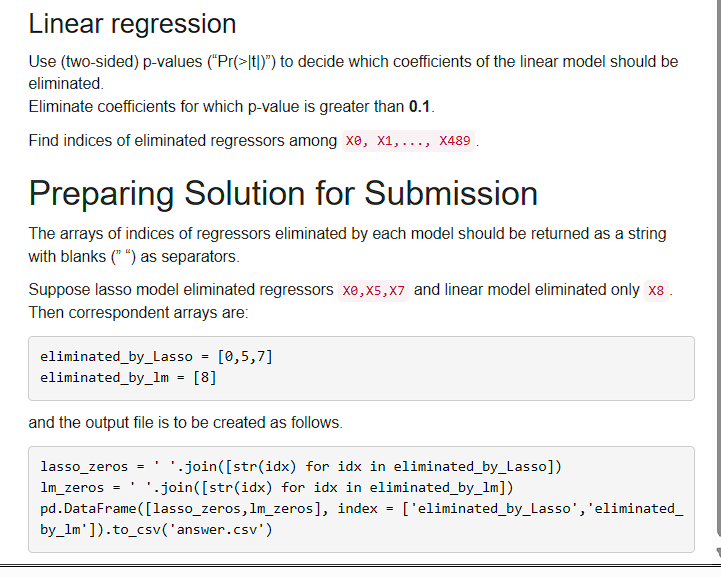 Linear regression
Use (two-sided) p-values (“Pr(>|t|)”) to decide which coefficients of the linear model should be
eliminated.
Eliminate coefficients for which p-value is greater than 0.1.
Find indices of eliminated regressors among X0, X1,..., X489 .
Preparing Solution for Submission
The arrays of indices of regressors eliminated by each model should be returned as a string
with blanks (” “) as separators.
Suppose lasso model eliminated regressors X0,X5,X7 and linear model eliminated only X8 .
Then correspondent arrays are:
eliminated_by_Lasso = [0,5,7]
eliminated_by_lm = [8]
and the output file is to be created as follows.
lasso_zeros = ' '.join([str(idx) for idx in eliminated_by_Lasso])
lm_zeros = ' '.join([str(idx) for idx in eliminated_by_lm])
pd.DataFrame([lasso_zeros,lm_zeros], index = ['eliminated_by_Lasso','eliminated_
by_lm']).to_csv('answer.csv')